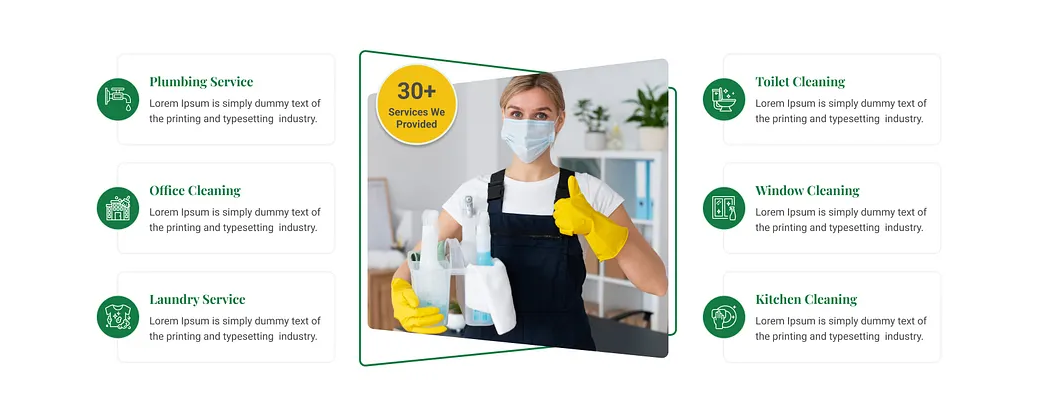 Plumbing Service
Lorem Ipsum is simply dummy text of
the printing and typesetting industry.
Office Cleaning
Lorem Ipsum is simply dummy text of
the printing and typesetting industry.
Laundry Service
Lorem Ipsum is simply dummy text of
the printing and typesetting industry.
30+
Services We
Provided
Toilet Cleaning
Lorem Ipsum is simply dummy text of
the printing and typesetting industry.
Window Cleaning
Lorem Ipsum is simply dummy text of
the printing and typesetting industry.
Kitchen Cleaning
Lorem Ipsum is simply dummy text of
the printing and typesetting industry.